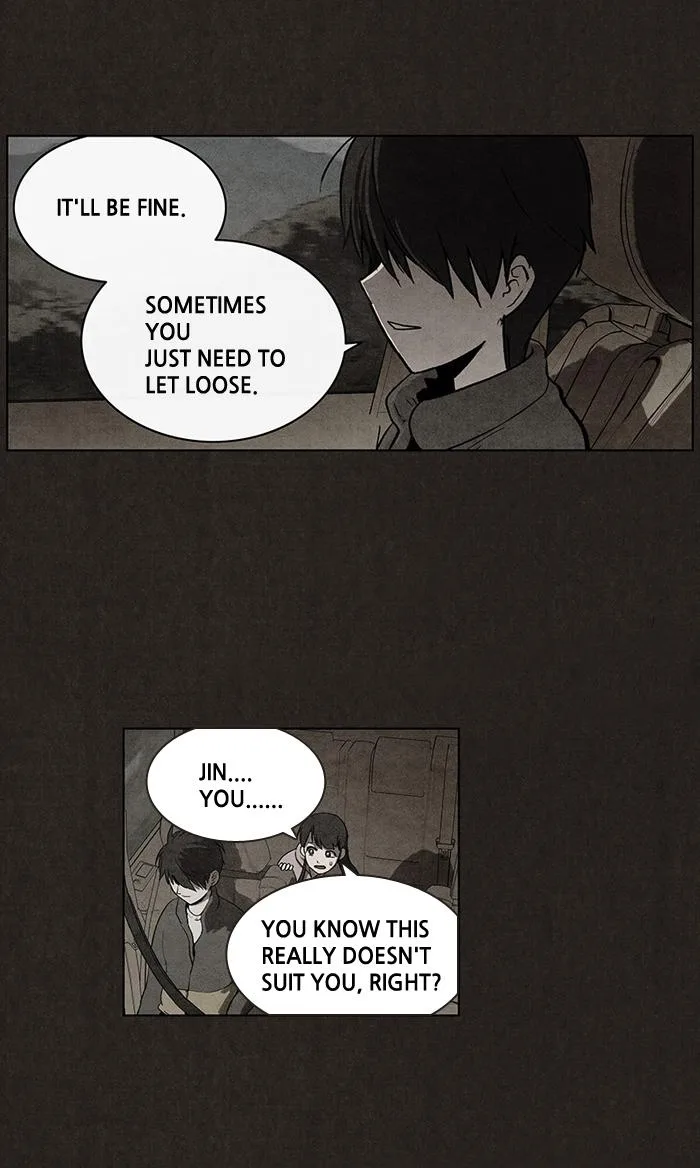 IT'LL BE FINE.
SOMETIMES
YOU
JUST NEED TO
LET LOOSE.
JIN....
YOU......
YOU KNOW THIS
REALLY DOESN'T
SUIT YOU, RIGHT?